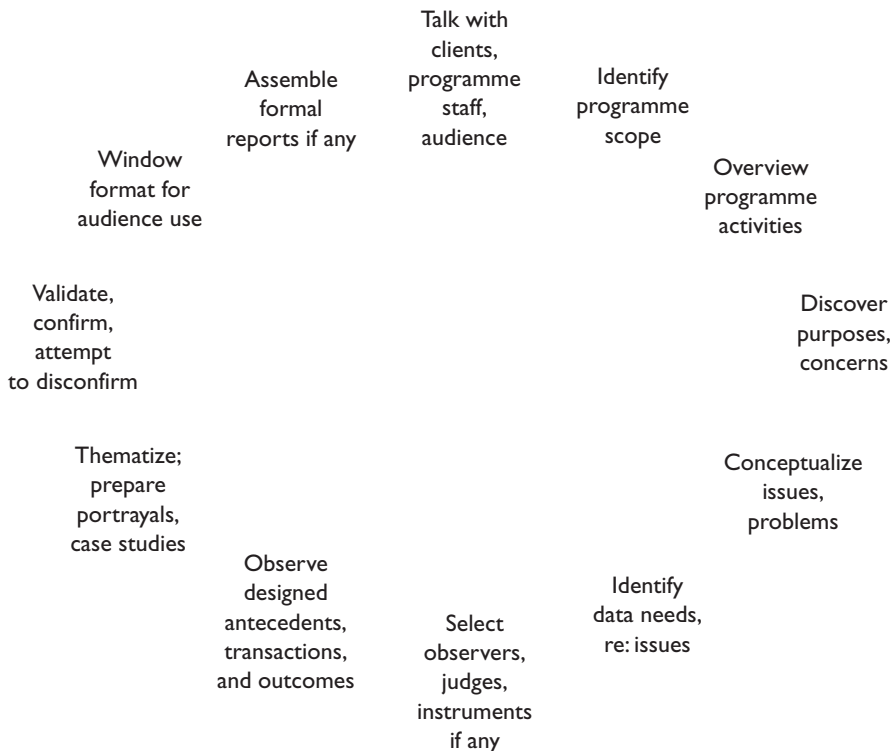 Talk with
clients,
programme
staff,
audience
Identify
programme
scope
Overview
programme
activities
Discover
purposes,
concerns
Conceptualize
issues,
problems
Identify
data needs,
re: issues
Select
observers,
judges,
instruments
if any
Observe
designed
antecedents,
transactions,
and outcomes
Thematize;
prepare
portrayals,
case studies
Validate,
confirm,
attempt
to disconfirm
Window
format for
audience use
Assemble
formal
reports if any